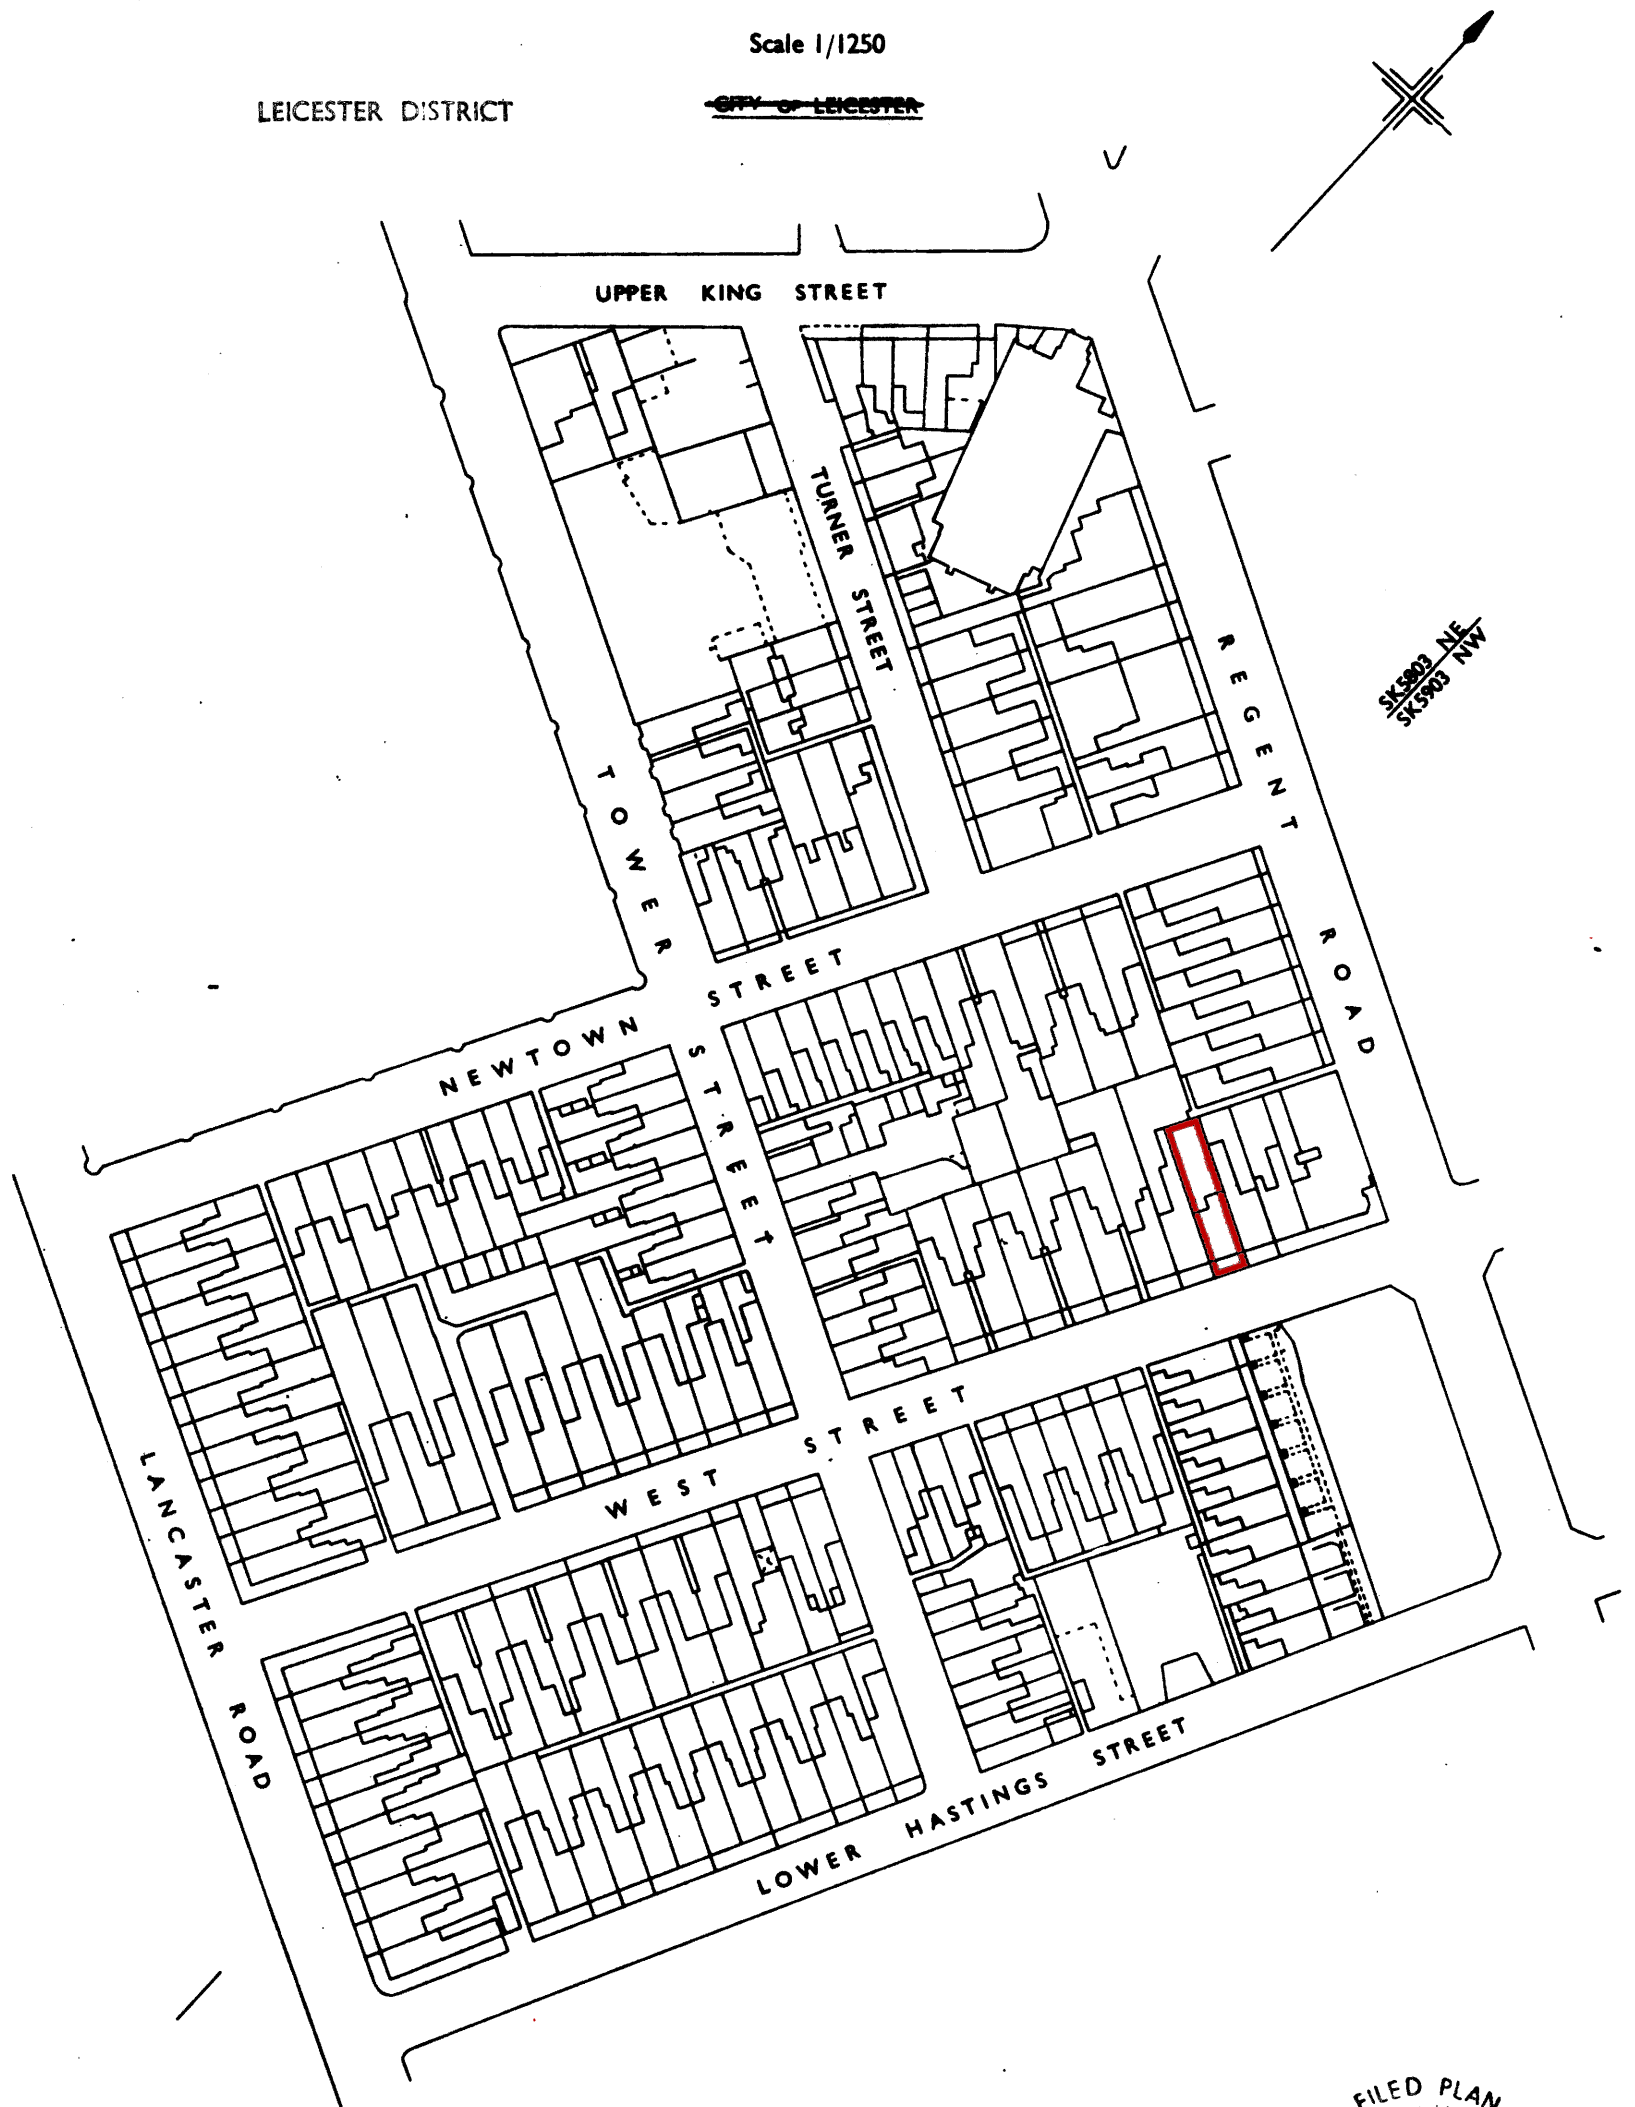 Scale 1/1250
LEICESTER DISTRICT
CITY OF LEICESTER
UPPER KING STREET
TURNER STREET
REGENT ROAD
SK5803 NE
SK5903 NW
TOWER STREET
NEWTOWN STREET
WEST STREET
LANCASTER ROAD
LOWER HASTINGS STREET
FILED PLAN